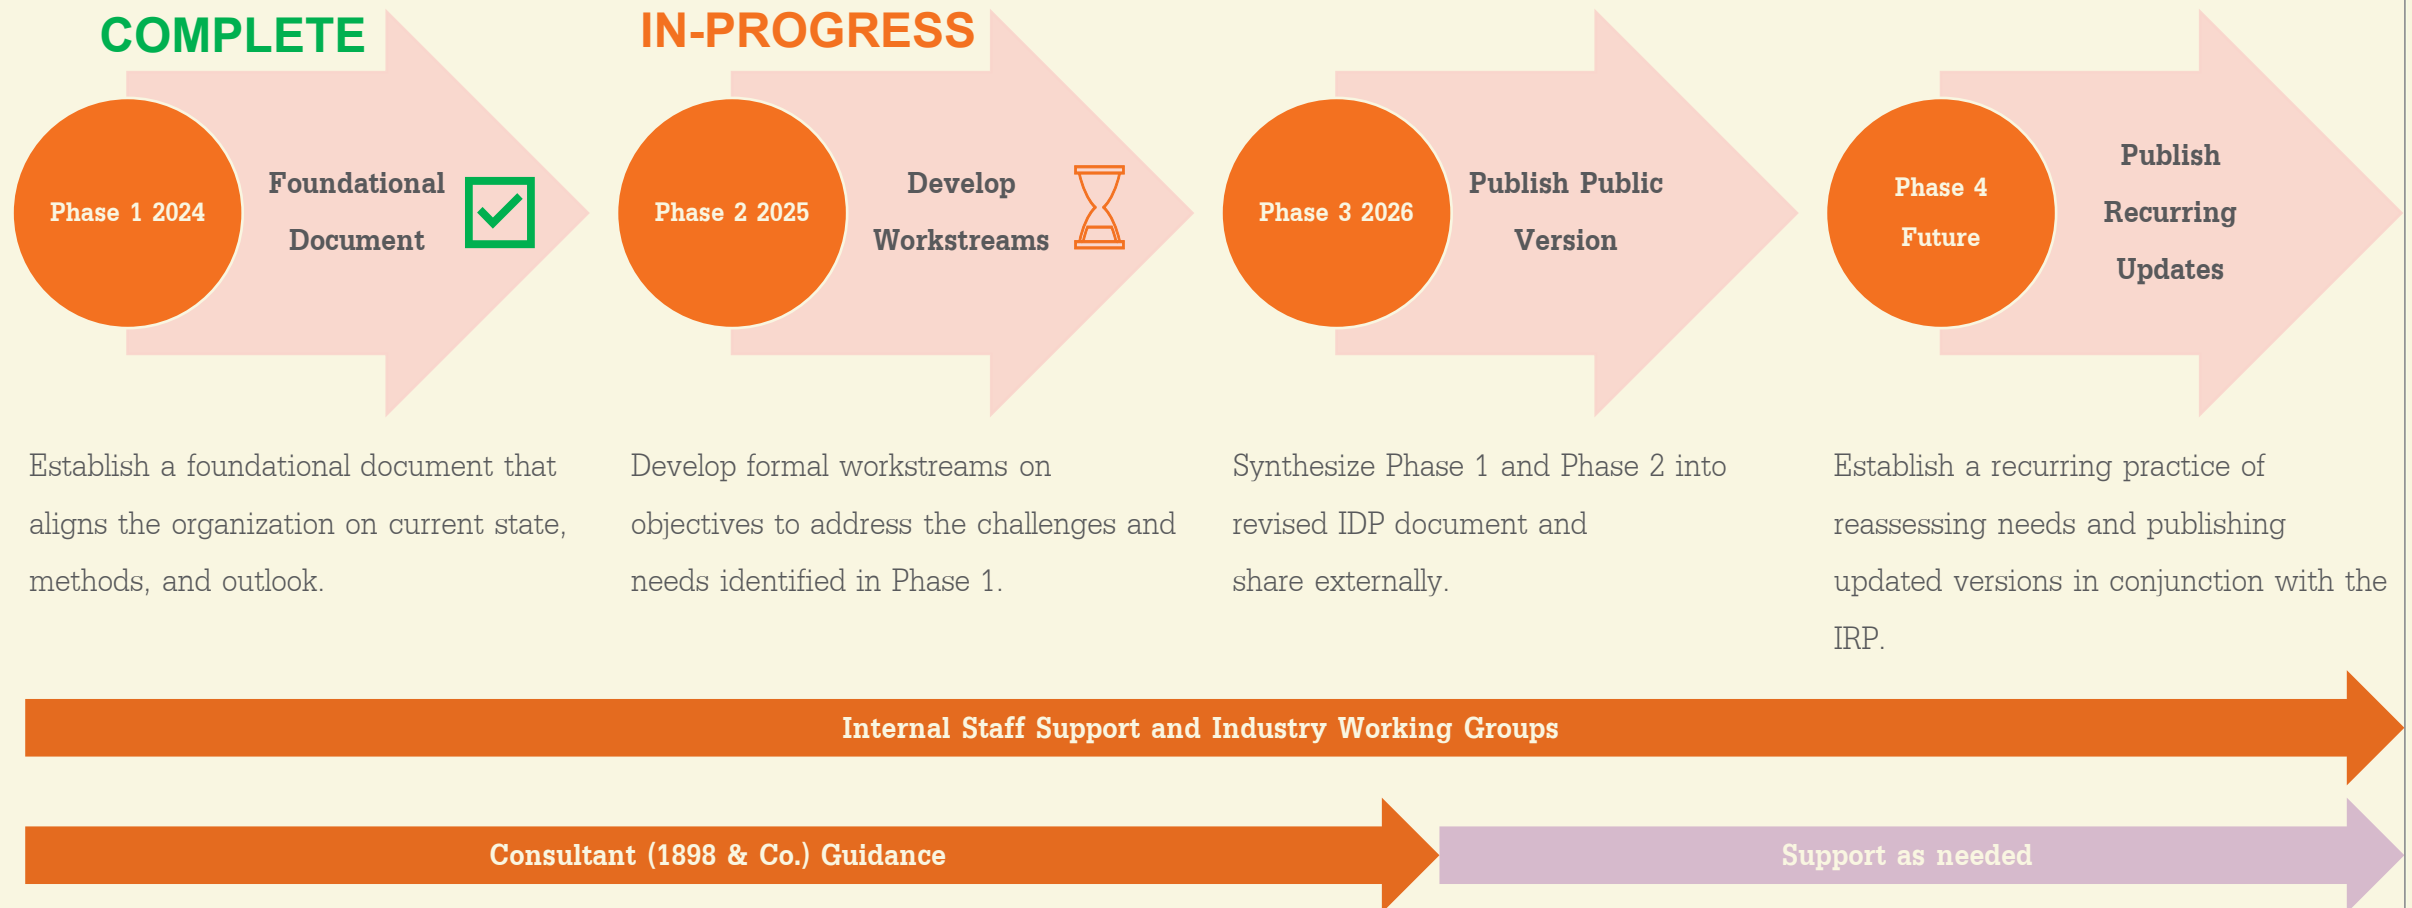 COMPLETE
IN-PROGRESS
Phase 1 2024
Foundational
Document
Phase 2 2025
Develop
Workstreams
Phase 3 2026
Publish Public
Version
Phase 4
Future
Publish
Recurring
Updates
Establish a foundational document that
aligns the organization on current state,
methods, and outlook.
Develop formal workstreams on
objectives to address the challenges and
needs identified in Phase 1.
Synthesize Phase 1 and Phase 2 into
revised IDP document and
share externally.
Establish a recurring practice of
reassessing needs and publishing
updated versions in conjunction with the
IRP.
Internal Staff Support and Industry Working Groups
Consultant (1898 & Co.) Guidance
Support as needed